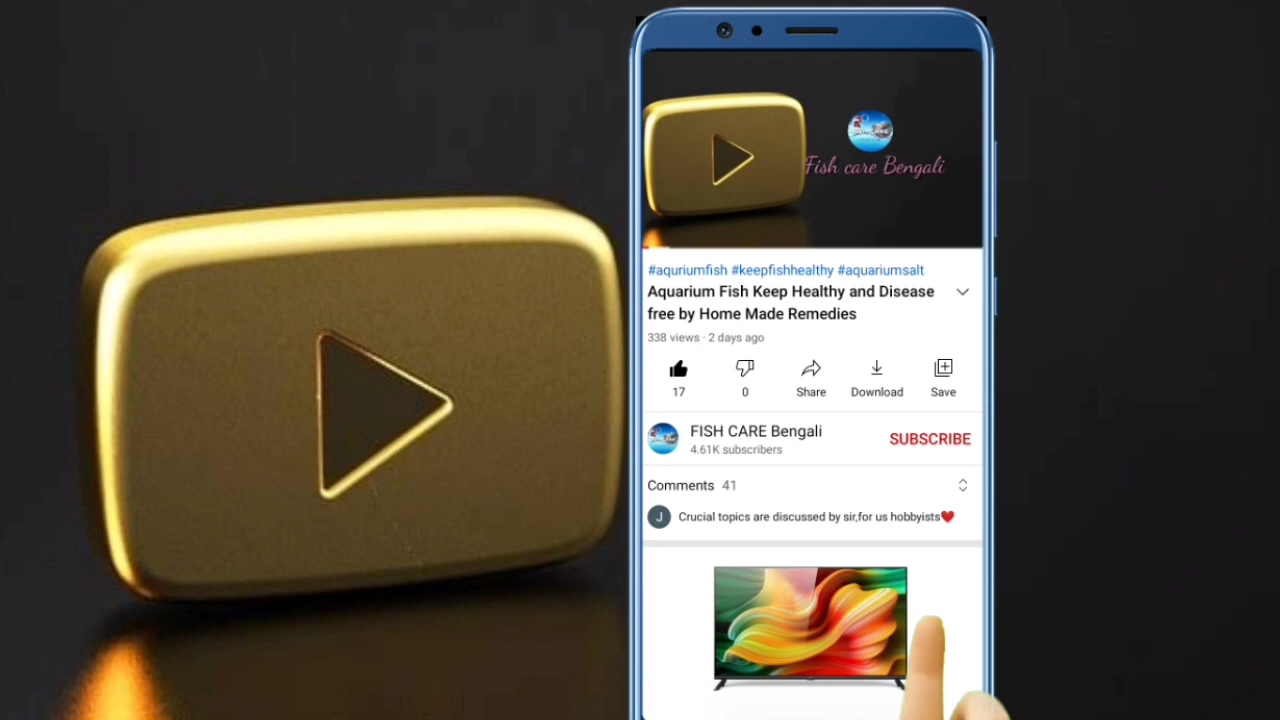 Fish care Bengali
#aquriumfish #keepfishhealthy #aquariumsalt
Aquarium Fish Keep Healthy and Disease
free by Home Made Remedies
338 views · 2 days ago
17
0
Share
Download
Save
FISH CARE Bengali
SUBSCRIBE
4.61K subscribers
Comments 41
J
Crucial topics are discussed by sir,for us hobbyists❤️